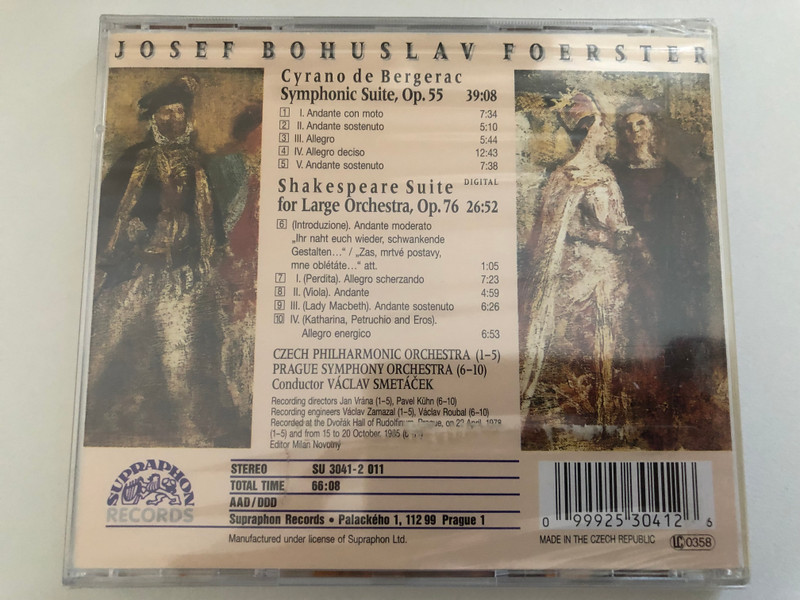 JOSEF BOHUSLAV FOERSTER
Cyrano de Bergerac
Symphonic Suite, Op. 55 39:08
1 I. Andante con moto 7:34
2 II. Andante sostenuto 5:10
3 III. Allegro 5:44
4 IV. Allegro deciso 12:43
5 V. Andante sostenuto 7:38
Shakespeare Suite DIGITAL
for Large Orchestra, Op. 76 26:52
6 (Introduzione). Andante moderato
„Ihr naht euch wieder, schwankende
Gestalten...“ / „Zas, mrtvé postavy,
mne oblétáte...“ att. 1:05
7 I. (Perdita). Allegro scherzando 7:23
8 II. (Viola). Andante 4:59
9 III. (Lady Macbeth). Andante sostenuto 6:26
10 IV. (Katharina, Petruchio and Eros).
Allegro energico 6:53
CZECH PHILHARMONIC ORCHESTRA (1–5)
PRAGUE SYMPHONY ORCHESTRA (6–10)
Conductor VÁCLAV SMETÁČEK
Recording directors Jan Vrána (1–5), Pavel Kühn (6–10)
Recording engineers Václav Zamazal (1–5), Václav Roubal (6–10)
Recorded at the Dvořák Hall of Rudolfinum, Prague, on 22 April, 1978
(1–5) and from 15 to 20 October, 1985
Editor Milan Novotný
SUPRAPHON
RECORDS
STEREO SU 3041-2 011
TOTAL TIME 66:08
AAD/DDD
Supraphon Records • Palackého 1, 112 99 Prague 1
Manufactured under license of Supraphon Ltd.
0 99925 30412 6
MADE IN THE CZECH REPUBLIC LC 0358